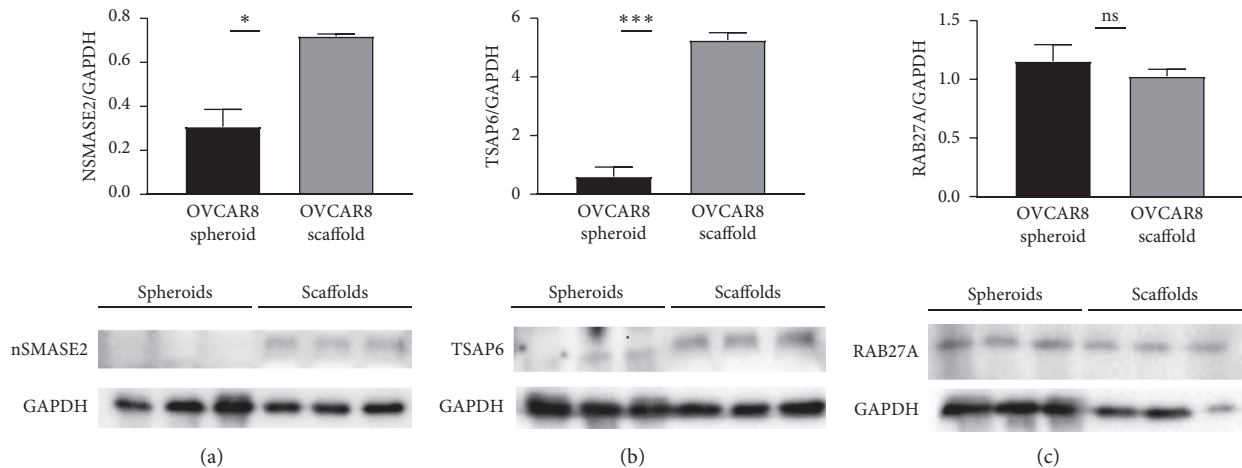 NSMASE2/GAPDH
0.8
0.6
0.4
0.2
0.0
*
OVCAR8
spheroid
OVCAR8
scaffold
Spheroids
Scaffolds
nSMASE2
GAPDH
(a)
TSAP6/GAPDH
6
4
2
0
***
OVCAR8
spheroid
OVCAR8
scaffold
Spheroids
Scaffolds
TSAP6
GAPDH
(b)
RAB27A/GAPDH
1.5
1.0
0.5
0.0
ns
OVCAR8
spheroid
OVCAR8
scaffold
Spheroids
Scaffolds
RAB27A
GAPDH
(c)